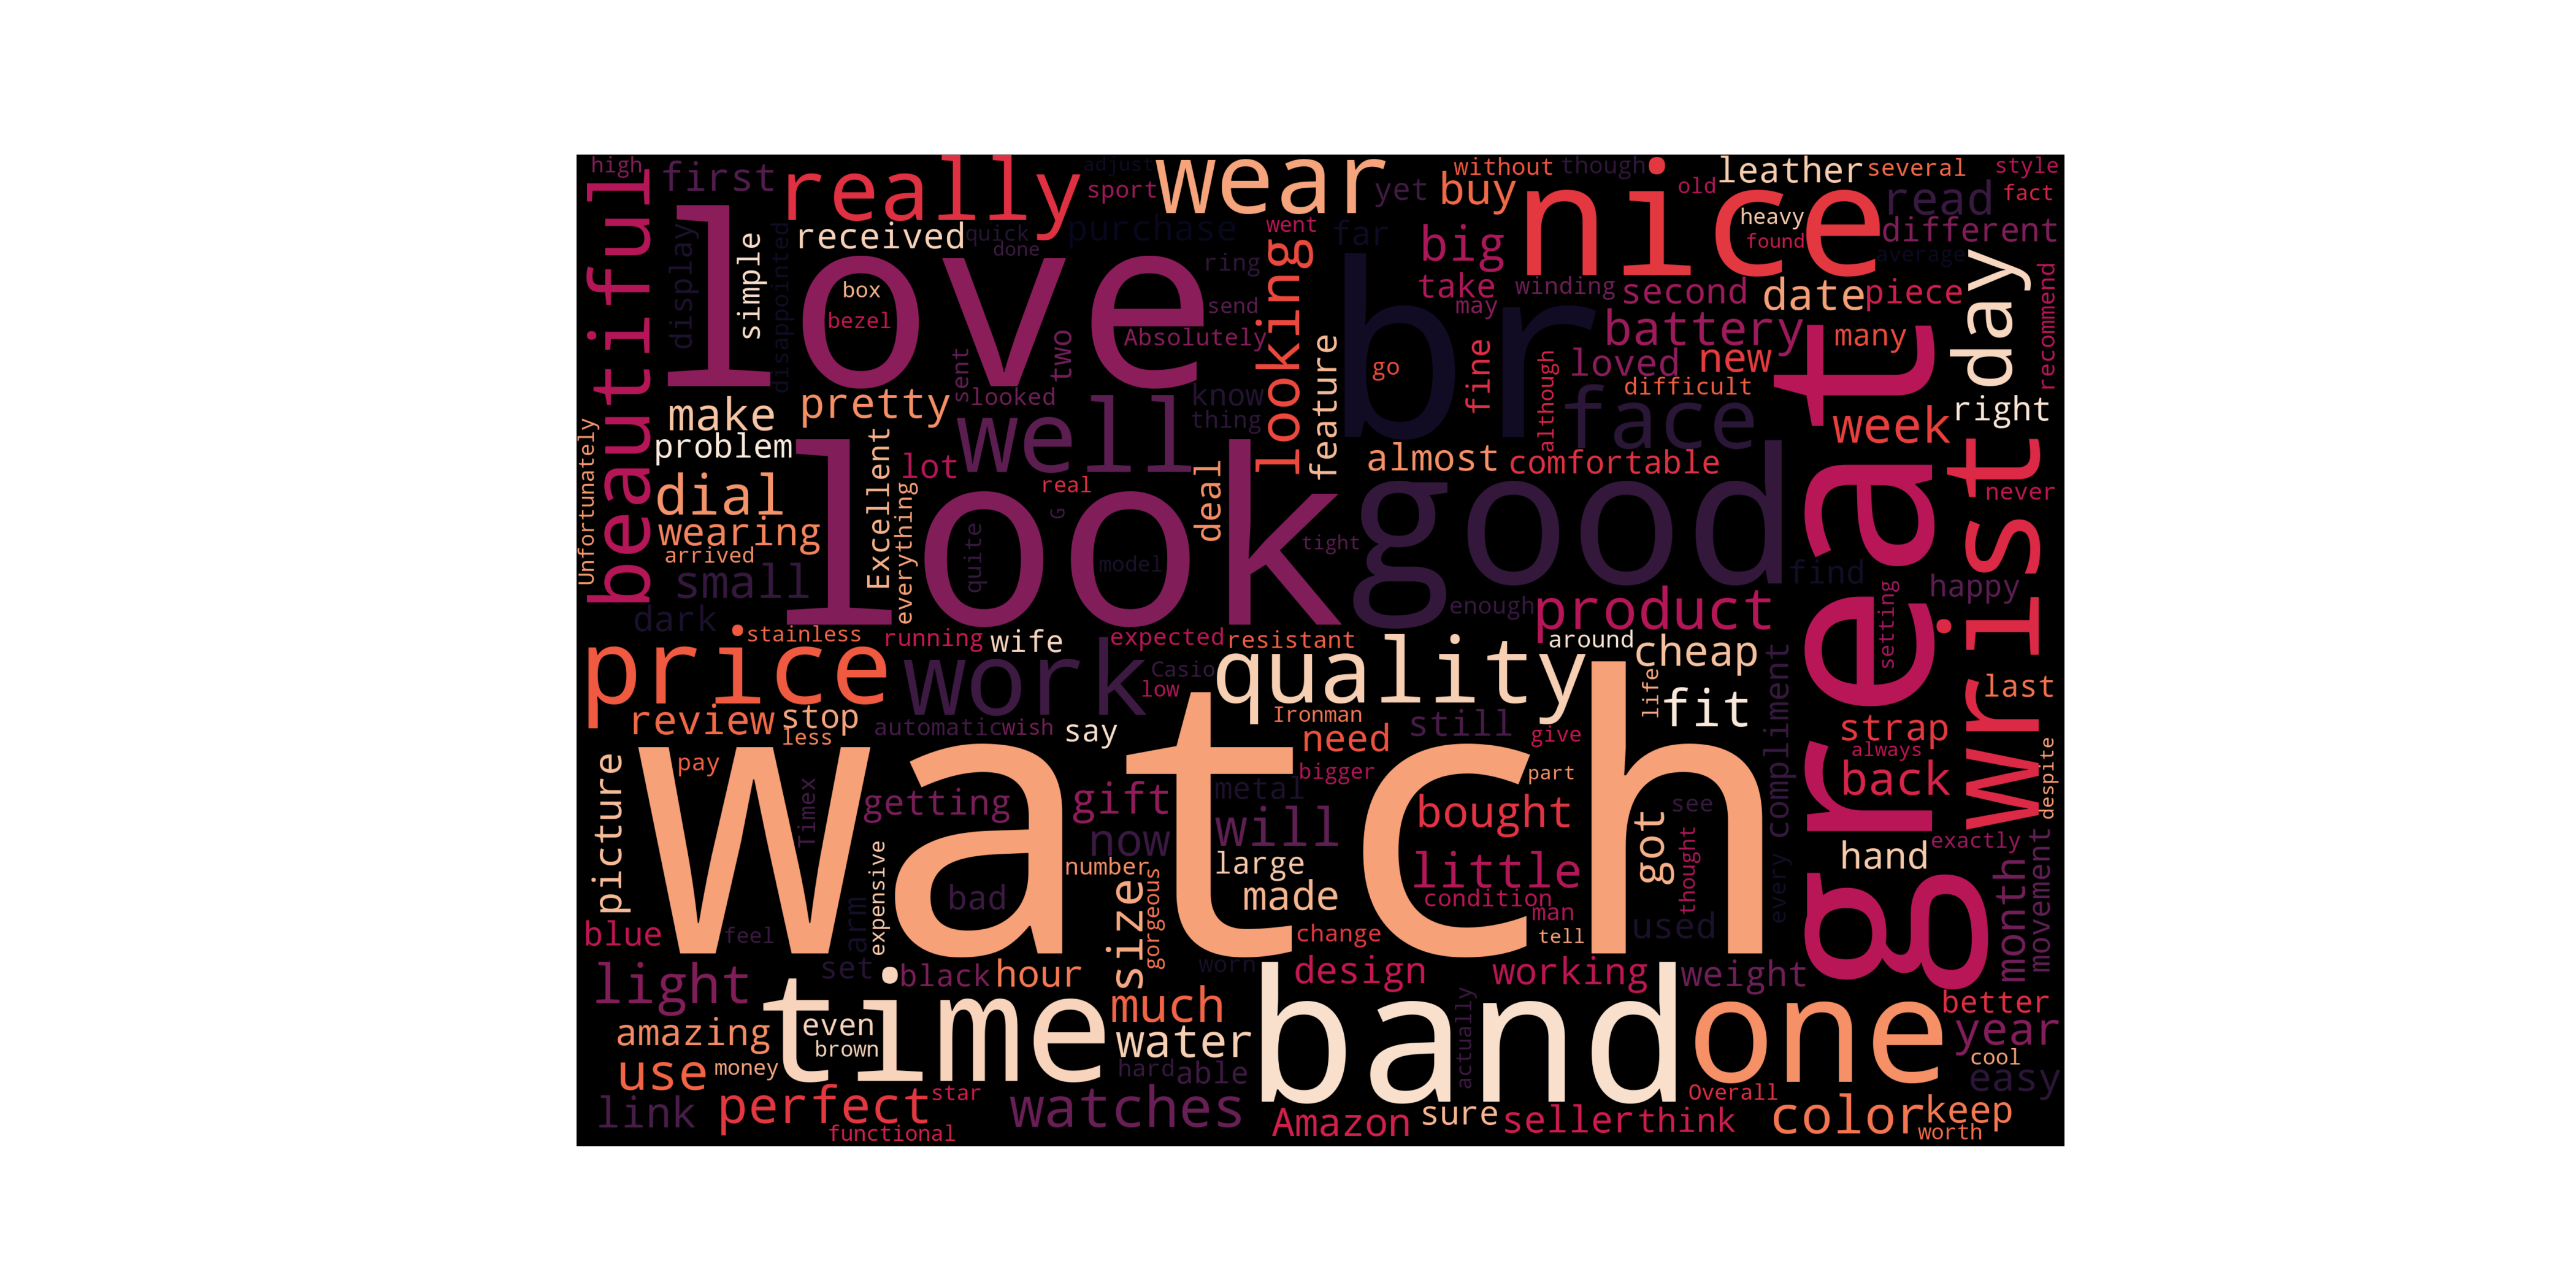 high
first
really
adjust
sport
wear
yet
buy
without
though
old
leather
several
style
fact
beautiful
love
nice
read
heavy
found
different
received
quick
done
purchase
went
far
big
average
display
simple
disappointed
box
bezel
ring
send
Absolutely
looking
br
take
may
winding
second
date
piece
day
recommend
battery
many
sent
two
feature
go
fine
although
loved
new
difficult
pretty
looked
know
thing
make
problem
well
face
great
week
right
Unfortunately
lot
Excellent
everything
almost
comfortable
wrist
dial
look
real
G
deal
good
never
wearing
arrived
quite
model
tight
small
find
happy
dark
enough
product
setting
stainless
running
wife
expected
resistant
around
cheap
price
work
Casio
low
quality
life
fit
last
compliment
review
stop
less
automatic
wish
say
Ironman
need
still
give
strap
always
watch
picture
pay
Timex
bigger
part
back
despite
getting
gift
metal
bought
see
got
thought
every
now
will
little
hand
exactly
expensive
number
large
made
condition
man
tell
used
month
movement
bad
arm
size
gorgeous
blue
feel
change
light
set
black
hour
worn
design
working
weight
time
much
band
one
better
amazing
even
brown
water
actually
year
cool
use
money
hard
able
easy
link
perfect
star
watches
Amazon
sure
seller
think
Overall
color
keep
functional
worth